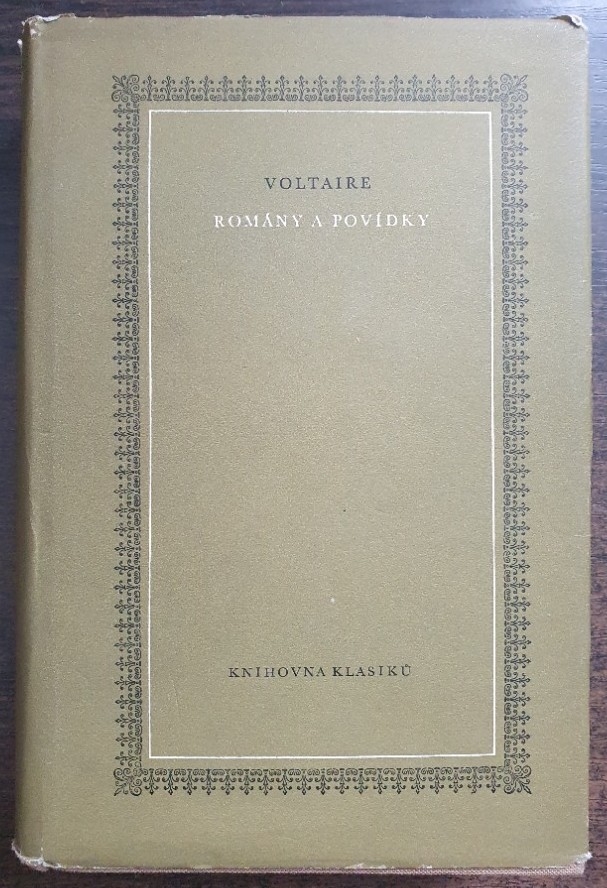 VOLTAIRE
ROMÁNY A POVÍDKY
KNIHOVNA KLASIKŮ